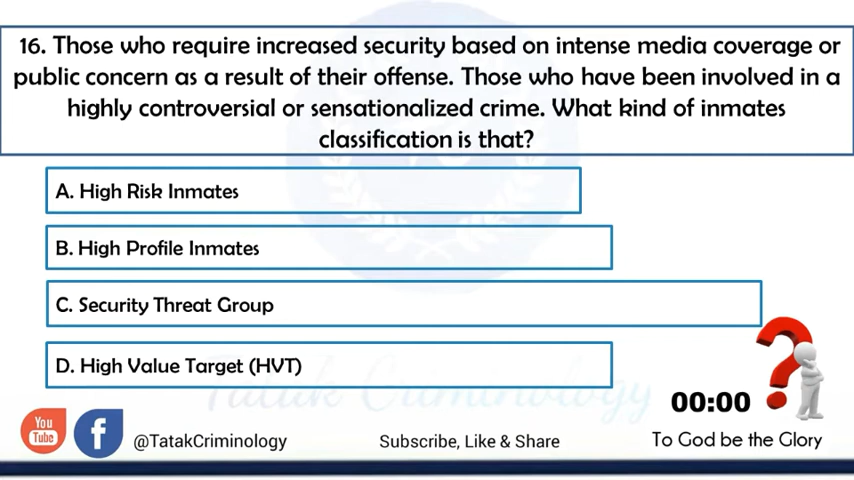 16. Those who require increased security based on intense media coverage or
public concern as a result of their offense. Those who have been involved in a
highly controversial or sensationalized crime. What kind of inmates
classification is that?
A. High Risk Inmates
B. High Profile Inmates
C. Security Threat Group
D. High Value Target (HVT)
Tatak Criminology
00:00
You
Tube
f
@TatakCriminology
Subscribe, Like & Share
To God be the Glory